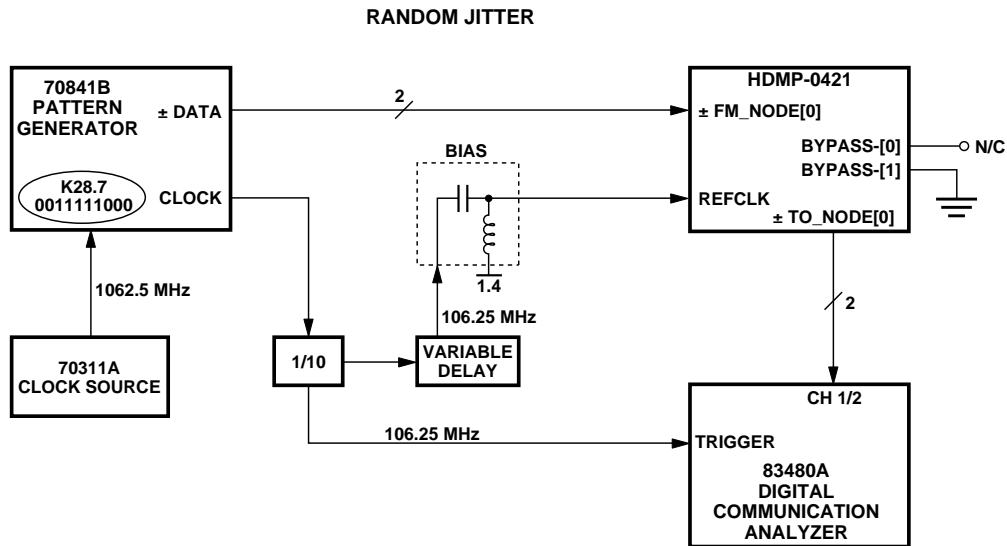 RANDOM JITTER
70841B
PATTERN
GENERATOR
± DATA
K28.7
0011111000
CLOCK
2
HDMP-0421
± FM_NODE[0]
BYPASS-[0]
N/C
BYPASS-[1]
REFCLK
± TO_NODE[0]
BIAS
1.4
1062.5 MHz
106.25 MHz
2
70311A
CLOCK SOURCE
1/10
VARIABLE
DELAY
106.25 MHz
CH 1/2
TRIGGER
83480A
DIGITAL
COMMUNICATION
ANALYZER